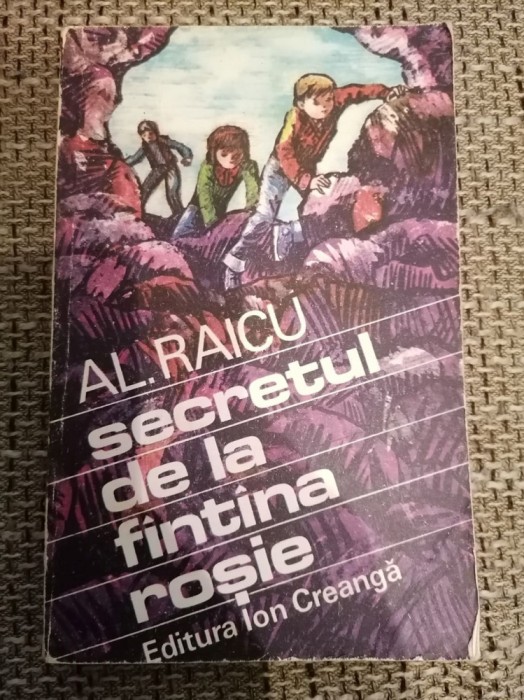 AL. RAICU
secretul
de la
fîntîna
roșie
Editura Ion Creangă